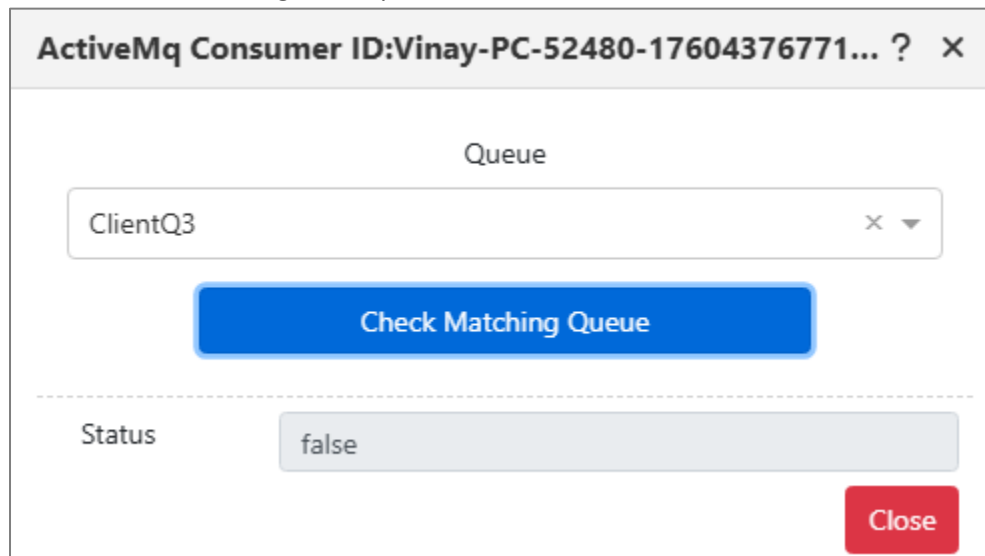 ActiveMq Consumer ID:Vinay-PC-52480-17604376771... ? ×
Queue
ClientQ3 ×
Check Matching Queue
Status false
Close